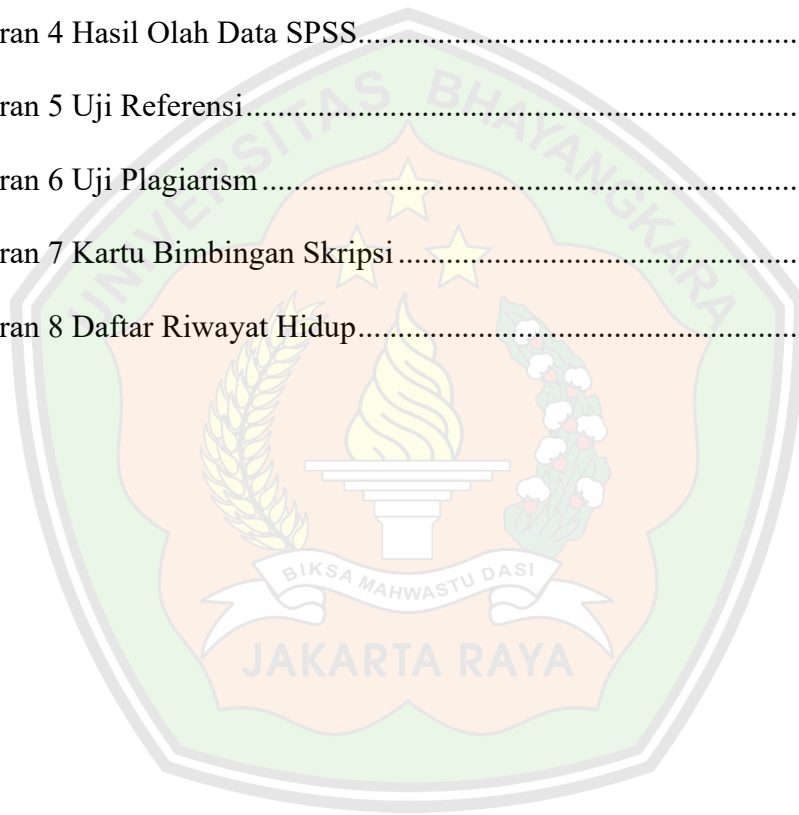 ran 4 Hasil Olah Data SPSS.......................................................
ran 5 Uji Referensi.....................................................................
ran 6 Uji Plagiarism...................................................................
ran 7 Kartu Bimbingan Skripsi..................................................
ran 8 Daftar Riwayat Hidup.......................................................
UNIVERSITAS BHAYANGKARA
BIKSA MAHWASTU DASI
JAKARTA RAYA